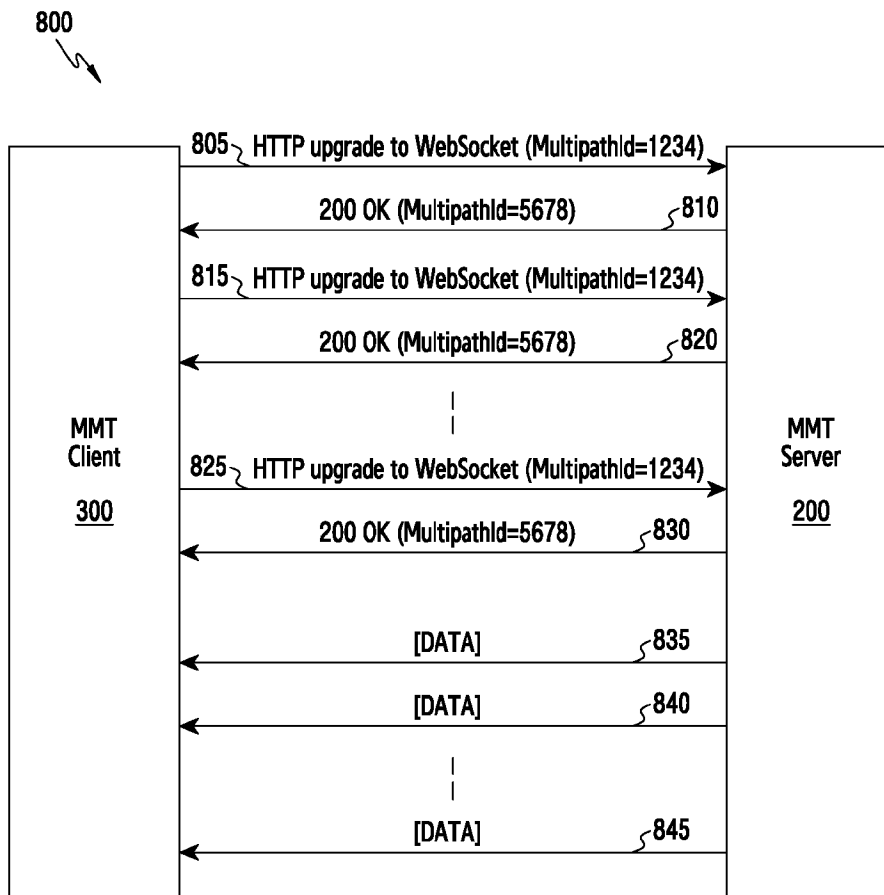 800
805 HTTP upgrade to WebSocket (MultipathId=1234)
200 OK (MultipathId=5678) 810
815 HTTP upgrade to WebSocket (MultipathId=1234)
200 OK (MultipathId=5678) 820
MMT
Client
300
MMT
Server
200
825 HTTP upgrade to WebSocket (MultipathId=1234)
200 OK (MultipathId=5678) 830
[DATA] 835
[DATA] 840
[DATA] 845